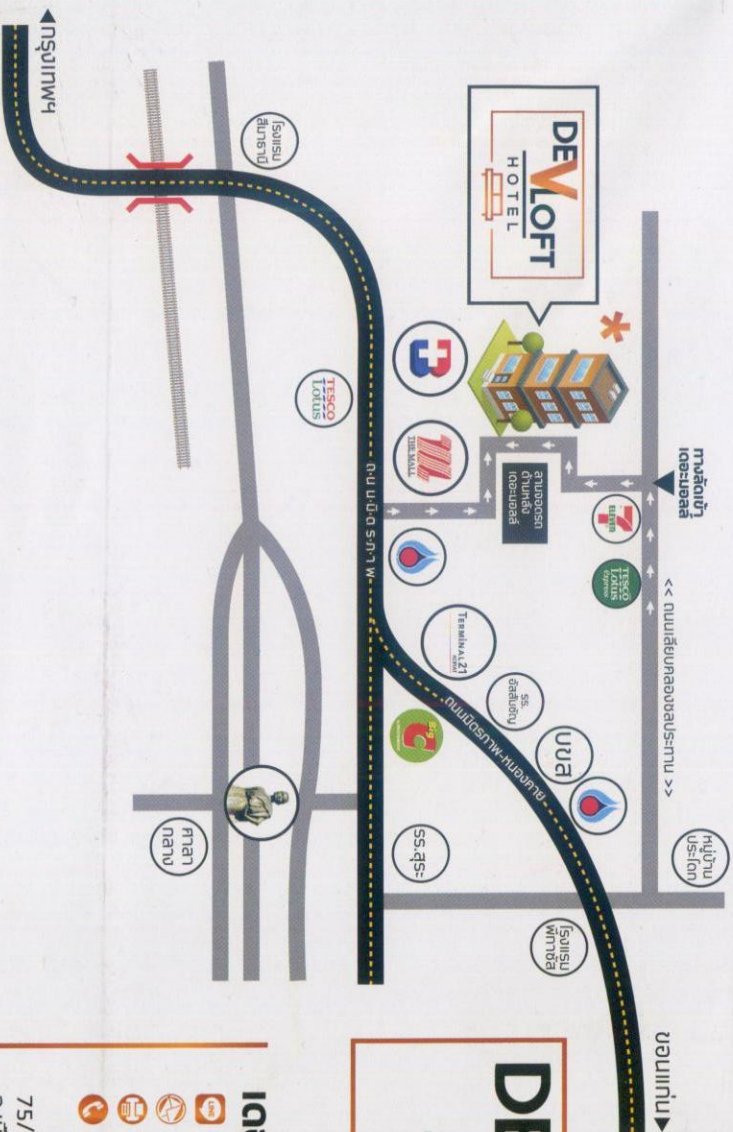 ◀กรุงเทพฯ
โรงแรม
สีมาธานี
DEVLOFT
HOTEL
TESCO
Lotus
THE MALL
ลานจอดรถ
ด้านหลัง
เดอะมอลล์
ทางลัดเข้า
เดอะมอลล์
7
ELEVEN
TESCO
Lotus
express
<< ถนนเลียบคลองชลประทาน >>
ถ.มิตรภาพ
TERMINAL21
KORAT
รร.
อัสสัมชัญ
บขส
ถนนมิตรภาพ-หนองคาย
Big
C
รร.สุระ
ศาลา
กลาง
หมู่บ้าน
ประโดก
โรงแรม
พีกาซัส
ขอนแก่น▶
DE
เดอ
LINE
75/